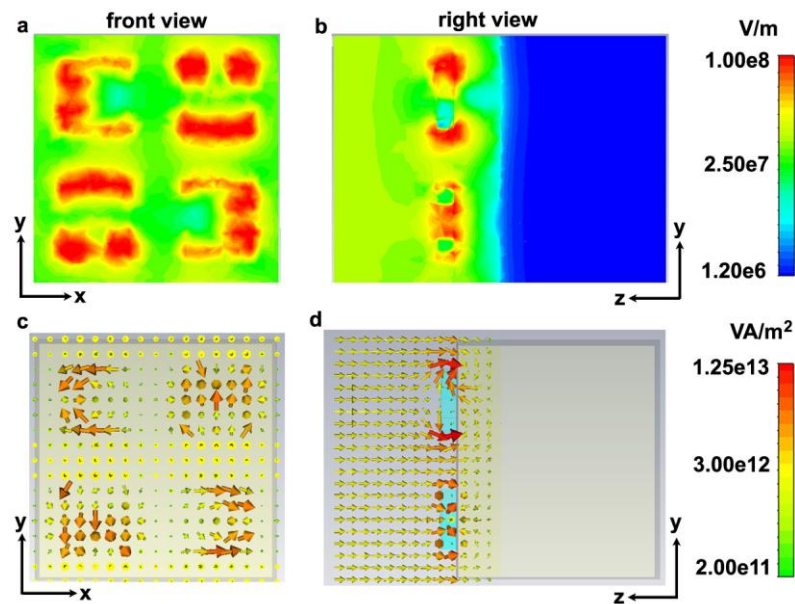 front view
right view
V/m
a
b
1.00e8
2.50e7
1.20e6
y
x
y
z
c
d
VA/m²
1.25e13
3.00e12
2.00e11
y
x
y
z